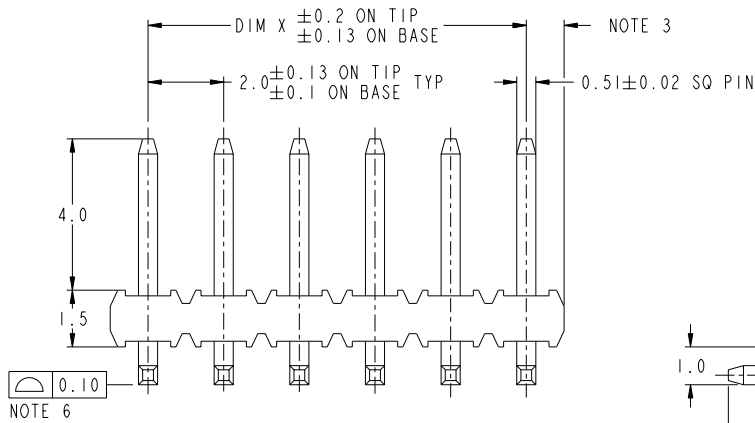 DIM X ±0.2 ON TIP
±0.13 ON BASE
NOTE 3
2.0 ±0.13 ON TIP
±0.1 ON BASE
TYP
0.51±0.02 SQ PIN
4.0
1.5
1.0
0.10
NOTE 6